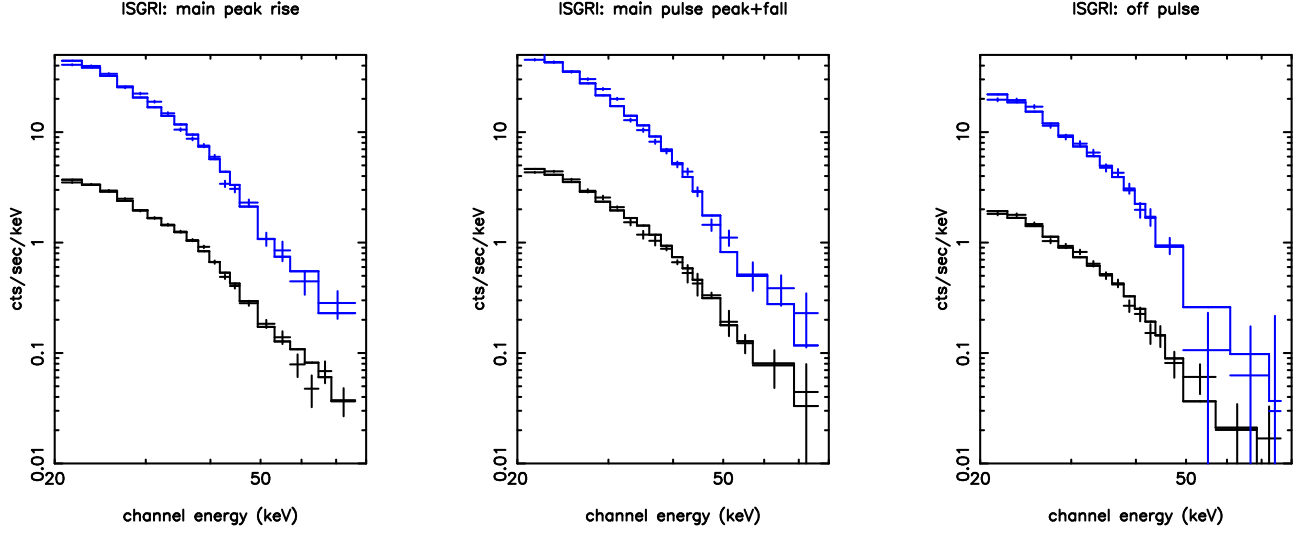 ISGRI: main peak rise
ISGRI: main pulse peak+fall
ISGRI: off pulse
cts/sec/keV
10
1
0.1
0.01
20
50
channel energy (keV)
cts/sec/keV
10
1
0.1
0.01
20
50
channel energy (keV)
cts/sec/keV
10
1
0.1
0.01
20
50
channel energy (keV)